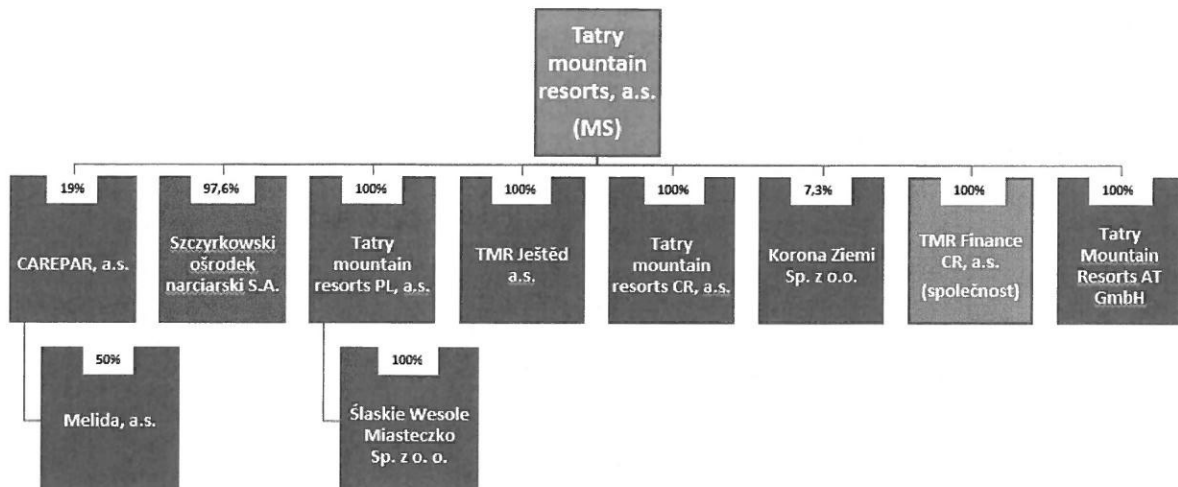 Tatry
mountain
resorts, a.s.
(MS)
19%
CAREPAR, a.s.
97,6%
Szczyrkowski
ośrodek
narciarski S.A.
100%
Tatry
mountain
resorts PL, a.s.
100%
TMR Ještěd
a.s.
100%
Tatry
mountain
resorts CR, a.s.
7,3%
Korona Ziemi
Sp. z o.o.
100%
TMR Finance
CR, a.s.
(společnost)
100%
Tatry
Mountain
Resorts AT
GmbH
50%
Melida, a.s.
100%
Ślaskie Wesole
Miasteczko
Sp. z o. o.